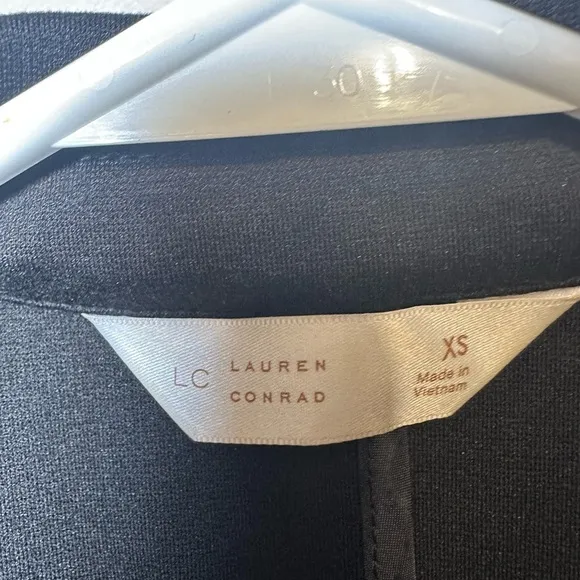 LC LAUREN CONRAD
XS
Made in
Vietnam